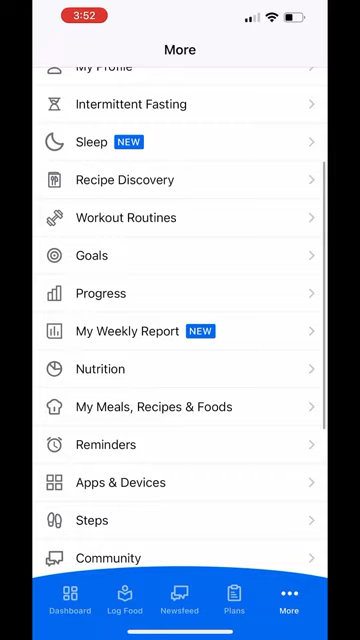 3:52
More
My Profile
Intermittent Fasting
Sleep NEW
Recipe Discovery
Workout Routines
Goals
Progress
My Weekly Report NEW
Nutrition
My Meals, Recipes & Foods
Reminders
Apps & Devices
Steps
Community
Dashboard Log Food Newsfeed Plans More